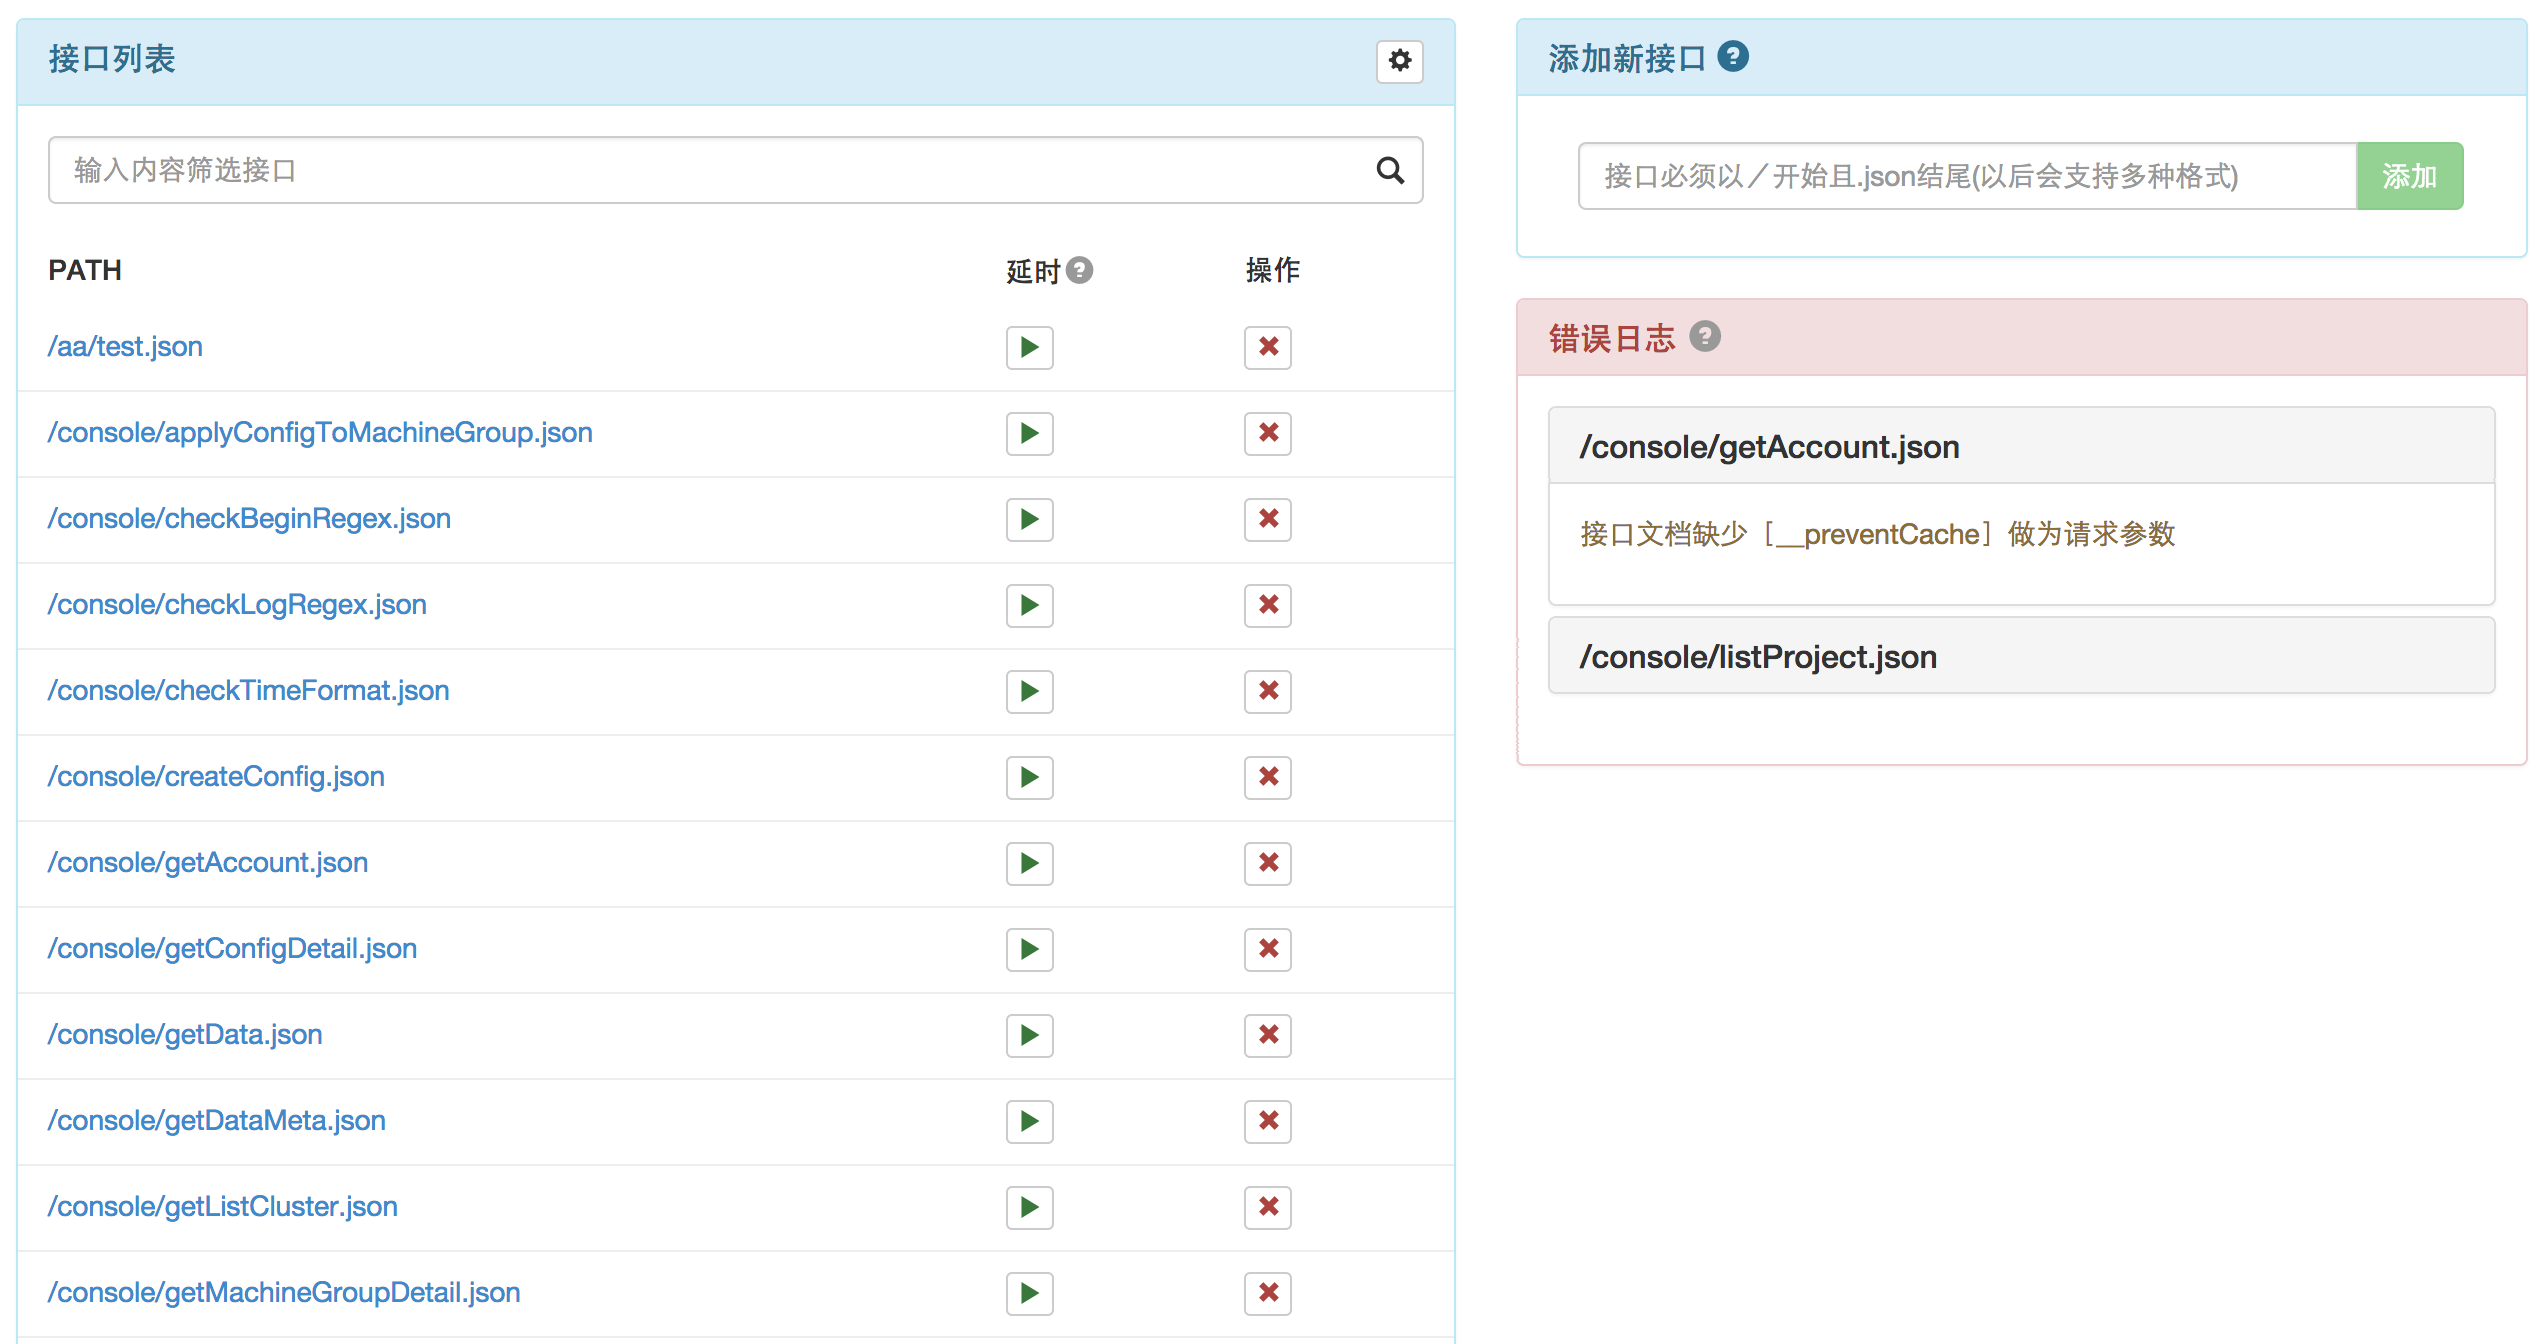 接口列表
输入内容筛选接口
PATH 延时 操作
/aa/test.json
/console/applyConfigToMachineGroup.json
/console/checkBeginRegex.json
/console/checkLogRegex.json
/console/checkTimeFormat.json
/console/createConfig.json
/console/getAccount.json
/console/getConfigDetail.json
/console/getData.json
/console/getDataMeta.json
/console/getListCluster.json
/console/getMachineGroupDetail.json
添加新接口
接口必须以／开始且.json结尾(以后会支持多种格式) 添加
错误日志
/console/getAccount.json
接口文档缺少［__preventCache］做为请求参数
/console/listProject.json